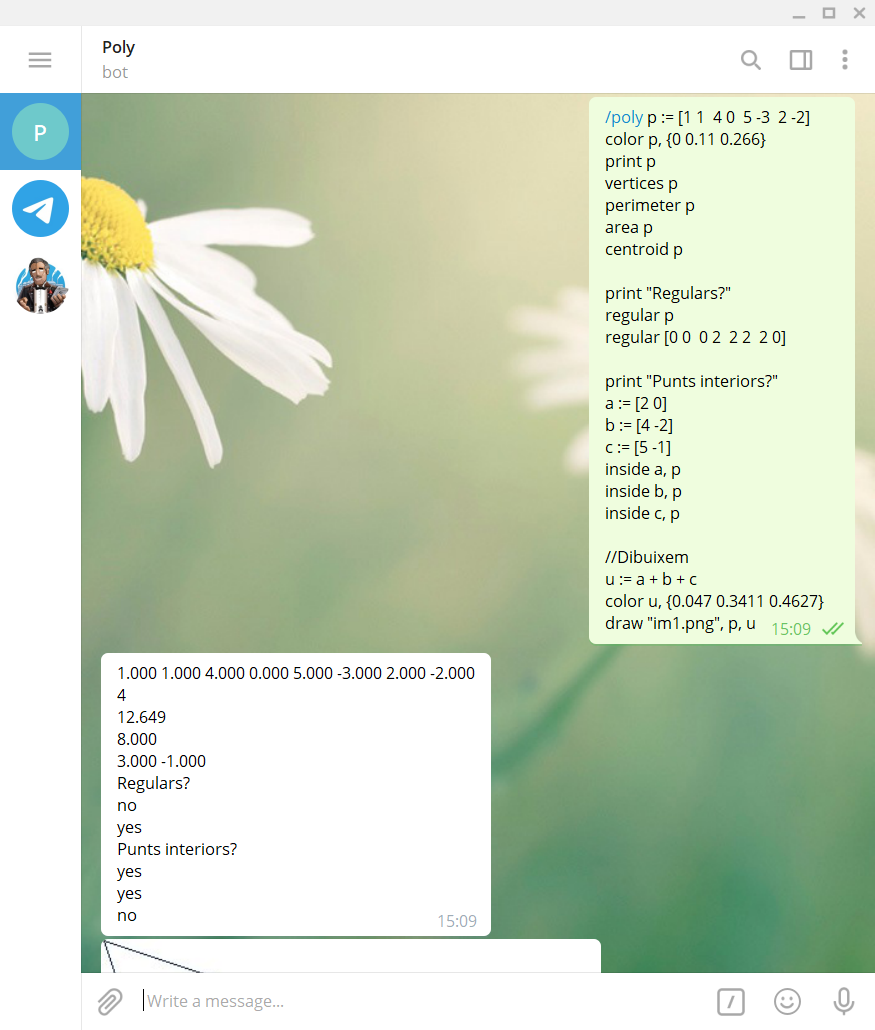 Poly
bot
P
/poly p := [1 1  4 0  5 -3  2 -2]
color p, {0 0.11 0.266}
print p
vertices p
perimeter p
area p
centroid p
print "Regulars?"
regular p
regular [0 0  0 2  2 2  2 0]
print "Punts interiors?"
a := [2 0]
b := [4 -2]
c := [5 -1]
inside a, p
inside b, p
inside c, p
//Dibuixem
u := a + b + c
color u, {0.047 0.3411 0.4627}
draw "im1.png", p, u
15:09
1.000 1.000 4.000 0.000 5.000 -3.000 2.000 -2.000
4
12.649
8.000
3.000 -1.000
Regulars?
no
yes
Punts interiors?
yes
yes
no
15:09
Write a message...